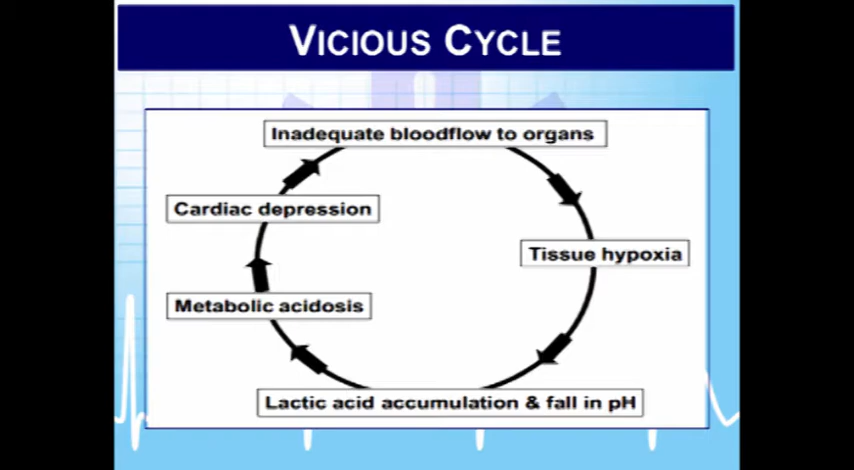 VICIOUS CYCLE
Inadequate bloodflow to organs
Tissue hypoxia
Lactic acid accumulation & fall in pH
Metabolic acidosis
Cardiac depression